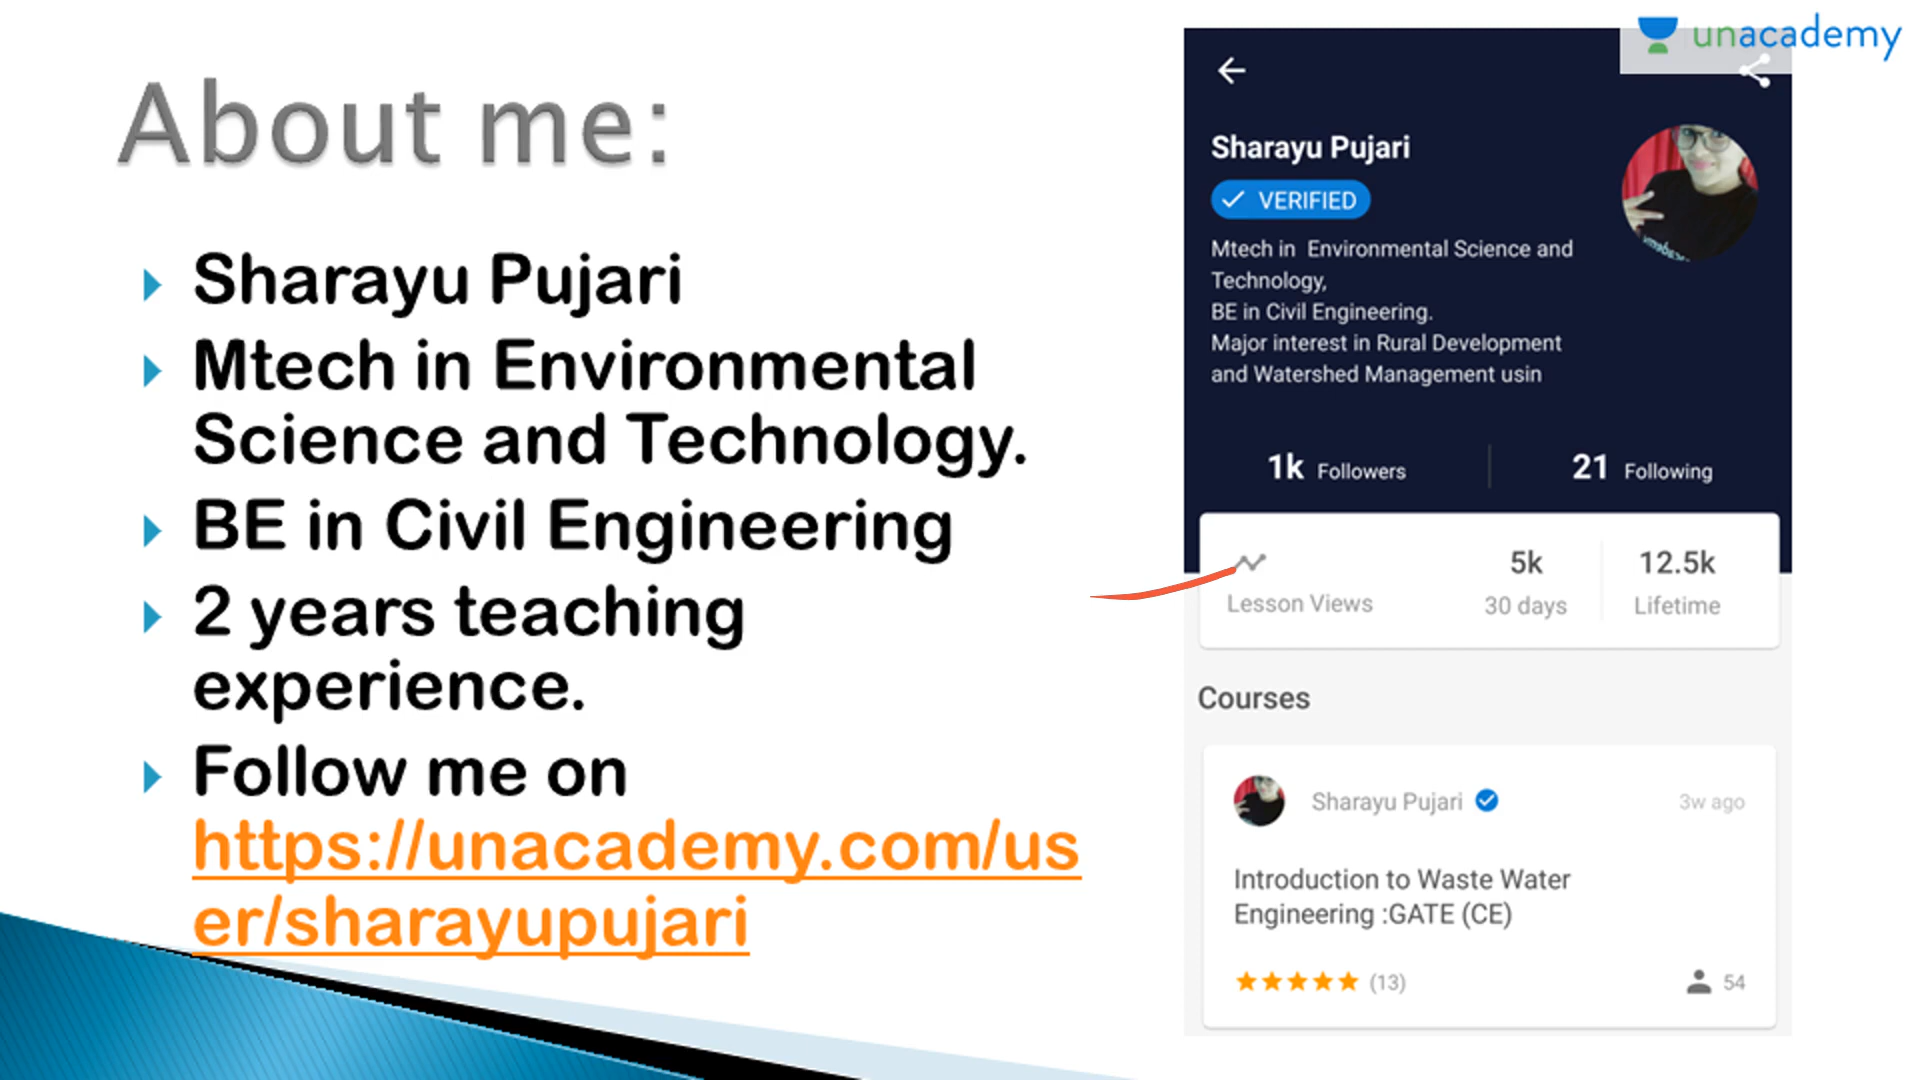 unacademy
About me:
Sharayu Pujari
Mtech in Environmental
Science and Technology.
BE in Civil Engineering
2 years teaching
experience.
Follow me on
https://unacademy.com/us
er/sharayupujari
Sharayu Pujari
VERIFIED
Mtech in Environmental Science and
Technology,
BE in Civil Engineering.
Major interest in Rural Development
and Watershed Management usin
1k Followers 21 Following
5k 12.5k
Lesson Views 30 days Lifetime
Courses
Sharayu Pujari 3w ago
Introduction to Waste Water
Engineering :GATE (CE)
(13) 54